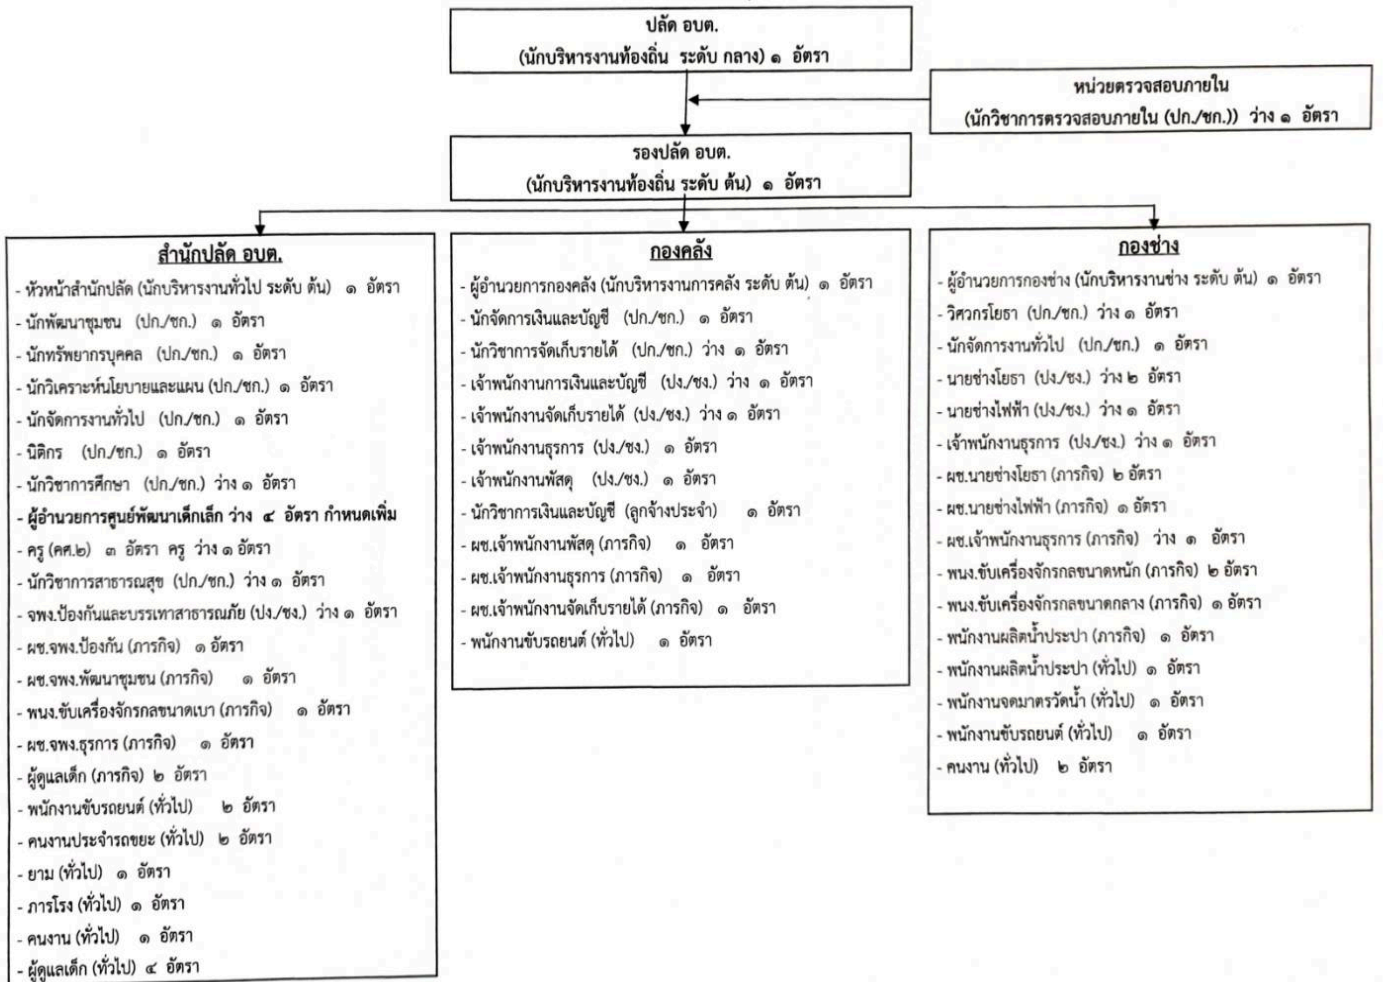 ปลัด อบต.
(นักบริหารงานท้องถิ่น ระดับ กลาง) ๑ อัตรา
หน่วยตรวจสอบภายใน
(นักวิชาการตรวจสอบภายใน (ปก./ชก.)) ว่าง ๑ อัตรา
รองปลัด อบต.
(นักบริหารงานท้องถิ่น ระดับ ต้น) ๑ อัตรา
สำนักปลัด อบต.
- หัวหน้าสำนักปลัด (นักบริหารงานทั่วไป ระดับ ต้น) ๑ อัตรา
- นักพัฒนาชุมชน (ปก./ชก.) ๑ อัตรา
- นักทรัพยากรบุคคล (ปก./ชก.) ๑ อัตรา
- นักวิเคราะห์นโยบายและแผน (ปก./ชก.) ๑ อัตรา
- นักจัดการงานทั่วไป (ปก./ชก.) ๑ อัตรา
- นิติกร (ปก./ชก.) ๑ อัตรา
- นักวิชาการศึกษา (ปก./ชก.) ว่าง ๑ อัตรา
- ผู้อำนวยการศูนย์พัฒนาเด็กเล็ก ว่าง ๔ อัตรา กำหนดเพิ่ม
- ครู (คศ.๒) ๓ อัตรา ครู ว่าง ๑ อัตรา
- นักวิชาการสาธารณสุข (ปก./ชก.) ว่าง ๑ อัตรา
- จพง.ป้องกันและบรรเทาสาธารณภัย (ปง./ชง.) ว่าง ๑ อัตรา
- ผช.จพง.ป้องกัน (ภารกิจ) ๑ อัตรา
- ผช.จพง.พัฒนาชุมชน (ภารกิจ) ๑ อัตรา
- พนง.ขับเครื่องจักรกลขนาดเบา (ภารกิจ) ๑ อัตรา
- ผช.จพง.ธุรการ (ภารกิจ) ๑ อัตรา
- ผู้ดูแลเด็ก (ภารกิจ) ๒ อัตรา
- พนักงานขับรถยนต์ (ทั่วไป) ๒ อัตรา
- คนงานประจำรถขยะ (ทั่วไป) ๒ อัตรา
- ยาม (ทั่วไป) ๑ อัตรา
- ภารโรง (ทั่วไป) ๑ อัตรา
- คนงาน (ทั่วไป) ๑ อัตรา
- ผู้ดูแลเด็ก (ทั่วไป) ๔ อัตรา
กองคลัง
- ผู้อำนวยการกองคลัง (นักบริหารงานการคลัง ระดับ ต้น) ๑ อัตรา
- นักจัดการเงินและบัญชี (ปก./ชก.) ๑ อัตรา
- นักวิชาการจัดเก็บรายได้ (ปก./ชก.) ว่าง ๑ อัตรา
- เจ้าพนักงานการเงินและบัญชี (ปง./ชง.) ว่าง ๑ อัตรา
- เจ้าพนักงานจัดเก็บรายได้ (ปง./ชง.) ว่าง ๑ อัตรา
- เจ้าพนักงานธุรการ (ปง./ชง.) ๑ อัตรา
- เจ้าพนักงานพัสดุ (ปง./ชง.) ๑ อัตรา
- นักวิชาการเงินและบัญชี (ลูกจ้างประจำ) ๑ อัตรา
- ผช.เจ้าพนักงานพัสดุ (ภารกิจ) ๑ อัตรา
- ผช.เจ้าพนักงานธุรการ (ภารกิจ) ๑ อัตรา
- ผช.เจ้าพนักงานจัดเก็บรายได้ (ภารกิจ) ๑ อัตรา
- พนักงานขับรถยนต์ (ทั่วไป) ๑ อัตรา
กองช่าง
- ผู้อำนวยการกองช่าง (นักบริหารงานช่าง ระดับ ต้น) ๑ อัตรา
- วิศวกรโยธา (ปก./ชก.) ว่าง ๑ อัตรา
- นักจัดการงานทั่วไป (ปก./ชก.) ๑ อัตรา
- นายช่างโยธา (ปง./ชง.) ว่าง ๒ อัตรา
- นายช่างไฟฟ้า (ปง./ชง.) ว่าง ๑ อัตรา
- เจ้าพนักงานธุรการ (ปง./ชง.) ว่าง ๑ อัตรา
- ผช.นายช่างโยธา (ภารกิจ) ๒ อัตรา
- ผช.นายช่างไฟฟ้า (ภารกิจ) ๑ อัตรา
- ผช.เจ้าพนักงานธุรการ (ภารกิจ) ว่าง ๑ อัตรา
- พนง.ขับเครื่องจักรกลขนาดหนัก (ภารกิจ) ๒ อัตรา
- พนง.ขับเครื่องจักรกลขนาดกลาง (ภารกิจ) ๑ อัตรา
- พนักงานผลิตน้ำประปา (ภารกิจ) ๑ อัตรา
- พนักงานผลิตน้ำประปา (ทั่วไป) ๑ อัตรา
- พนักงานจดมาตรวัดน้ำ (ทั่วไป) ๑ อัตรา
- พนักงานขับรถยนต์ (ทั่วไป) ๑ อัตรา
- คนงาน (ทั่วไป) ๒ อัตรา